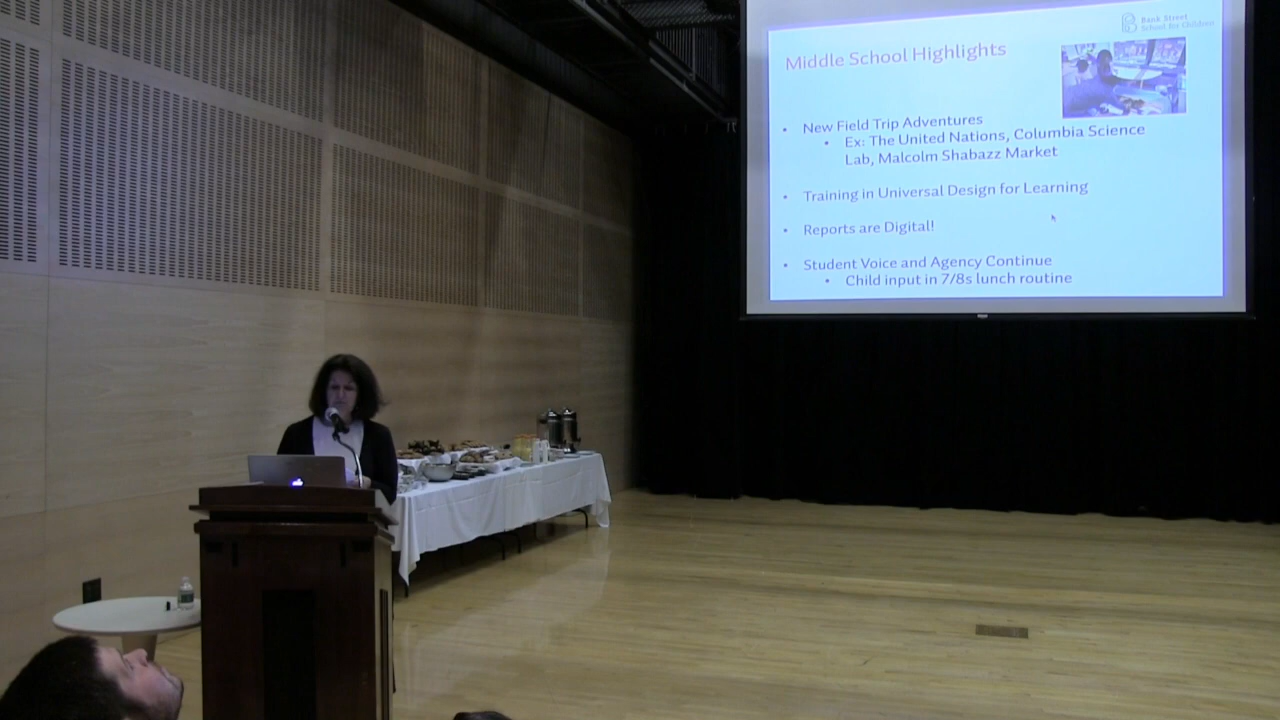 Bank Street
School for Children
Middle School Highlights
• New Field Trip Adventures
• Ex: The United Nations, Columbia Science
Lab, Malcolm Shabazz Market
• Training in Universal Design for Learning
• Reports are Digital!
• Student Voice and Agency Continue
• Child input in 7/8s lunch routine